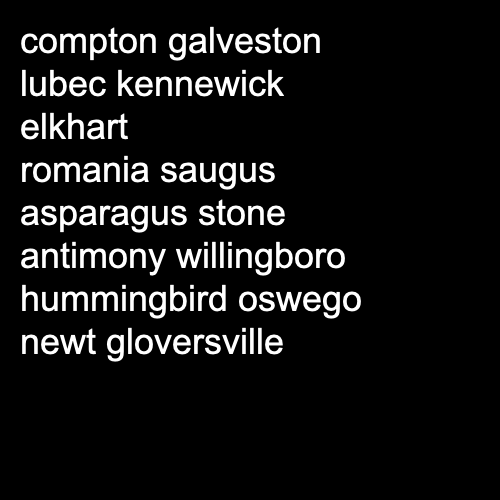 compton galveston
lubec kennewick
elkhart
romania saugus
asparagus stone
antimony willingboro
hummingbird oswego
newt gloversville